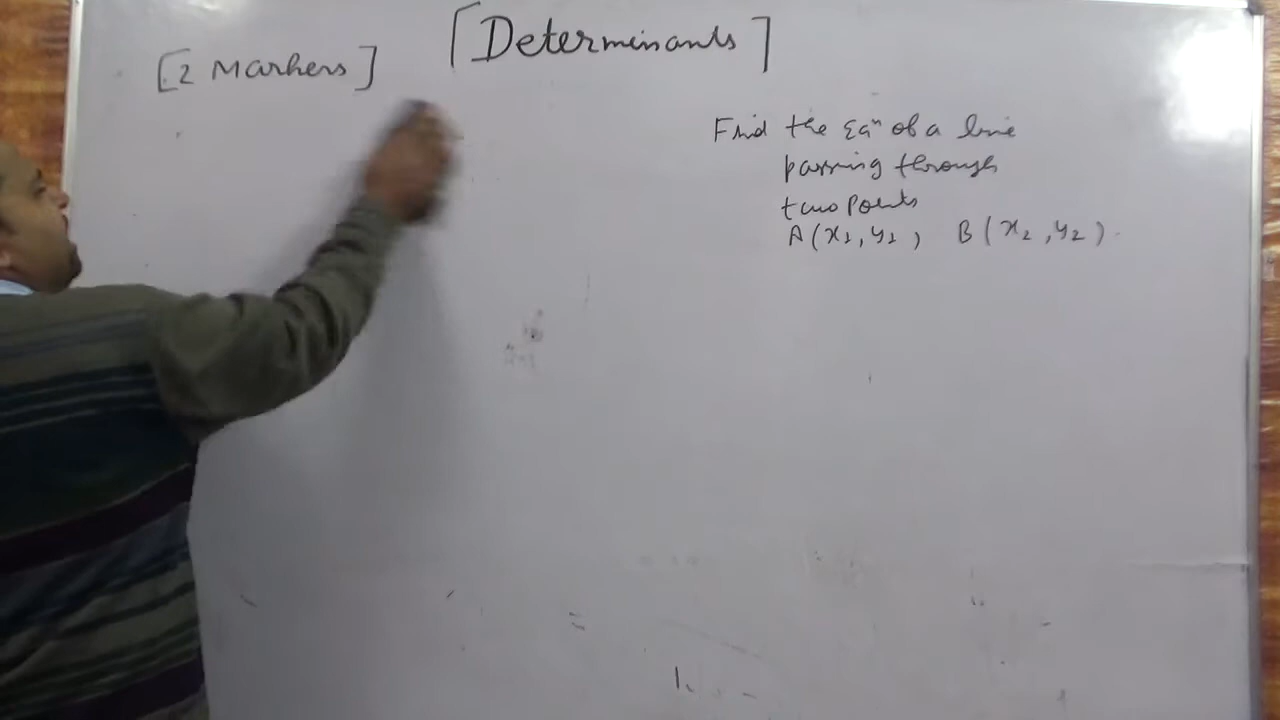 [Determinants]
[2 Markers]
Find the Eqⁿ of a line
passing through
two points
A(x₁, y₁) B(x₂, y₂)